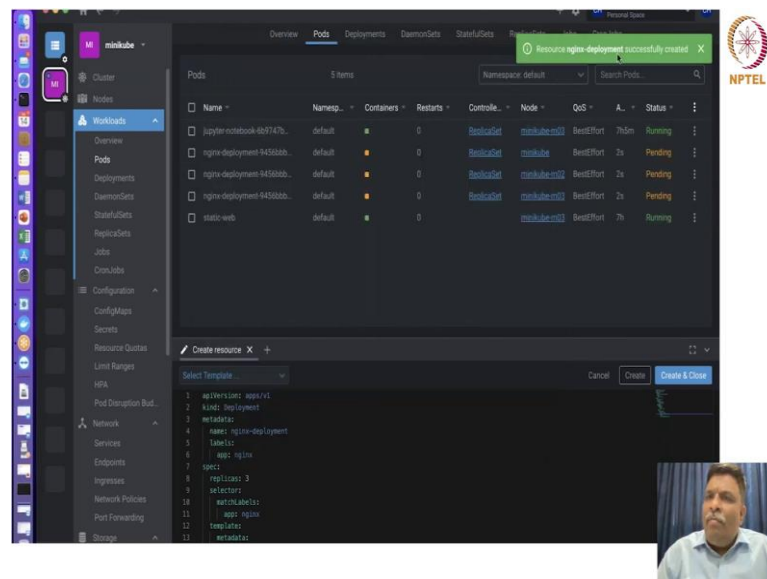 Personal Space
MI minikube
Overview Pods Deployments DaemonSets StatefulSets
Resource nginx-deployment successfully created X
NPTEL
MI
Cluster
Nodes
Workloads
Overview
Pods
Deployments
DaemonSets
StatefulSets
ReplicaSets
Jobs
CronJobs
Configuration
ConfigMaps
Secrets
Resource Quotas
Limit Ranges
HPA
Pod Disruption Bud...
Network
Services
Endpoints
Ingresses
Network Policies
Port Forwarding
Storage
Pods 5 items Namespace: default Search Pods...
Name Namesp... Containers Restarts Controlle... Node QoS A... Status
jupyter-notebook-6b9747b... default 0 ReplicaSet minikube-m03 BestEffort 7h5m Running
nginx-deployment-9456bbb... default 0 ReplicaSet minikube BestEffort 2s Pending
nginx-deployment-9456bbb... default 0 ReplicaSet minikube-m02 BestEffort 2s Pending
nginx-deployment-9456bbb... default 0 ReplicaSet minikube-m03 BestEffort 2s Pending
static-web default 0 minikube-m03 BestEffort 7h Running
Create resource X +
Select Template... Cancel Create Create & Close
1 apiVersion: apps/v1
2 kind: Deployment
3 metadata:
4 name: nginx-deployment
5 labels:
6 app: nginx
7 spec:
8 replicas: 3
9 selector:
10 matchLabels:
11 app: nginx
12 template:
13 metadata: